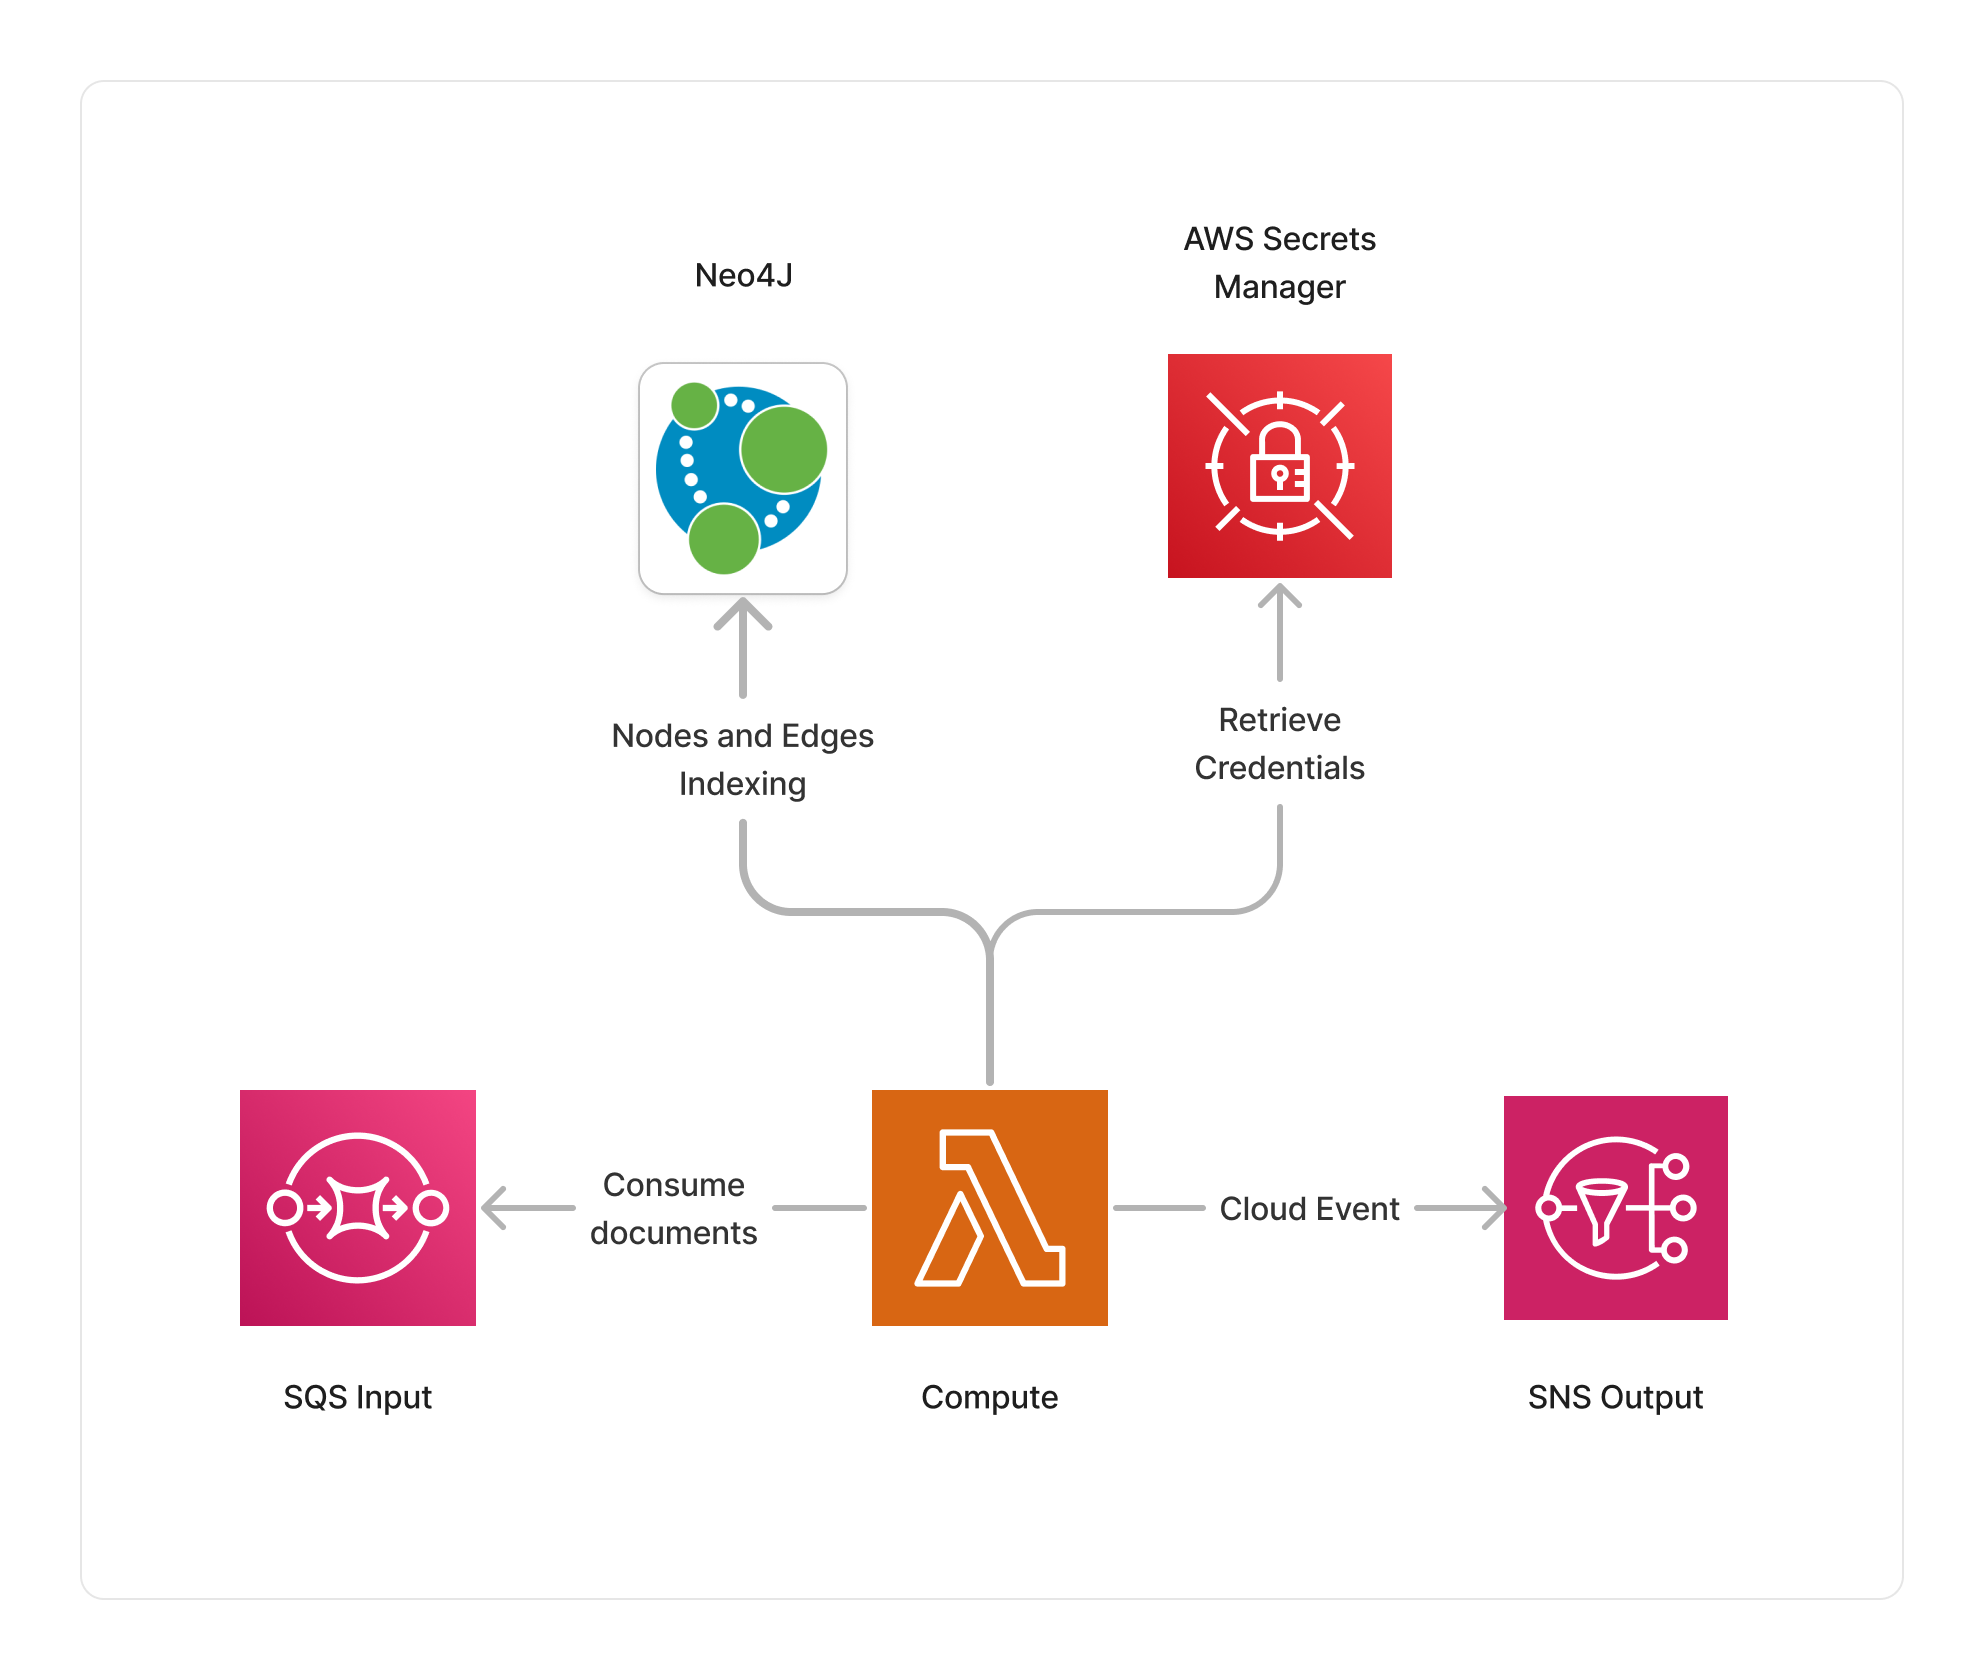 Neo4J
AWS Secrets
Manager
Nodes and Edges
Indexing
Retrieve
Credentials
Consume
documents
Cloud Event
SQS Input
Compute
SNS Output